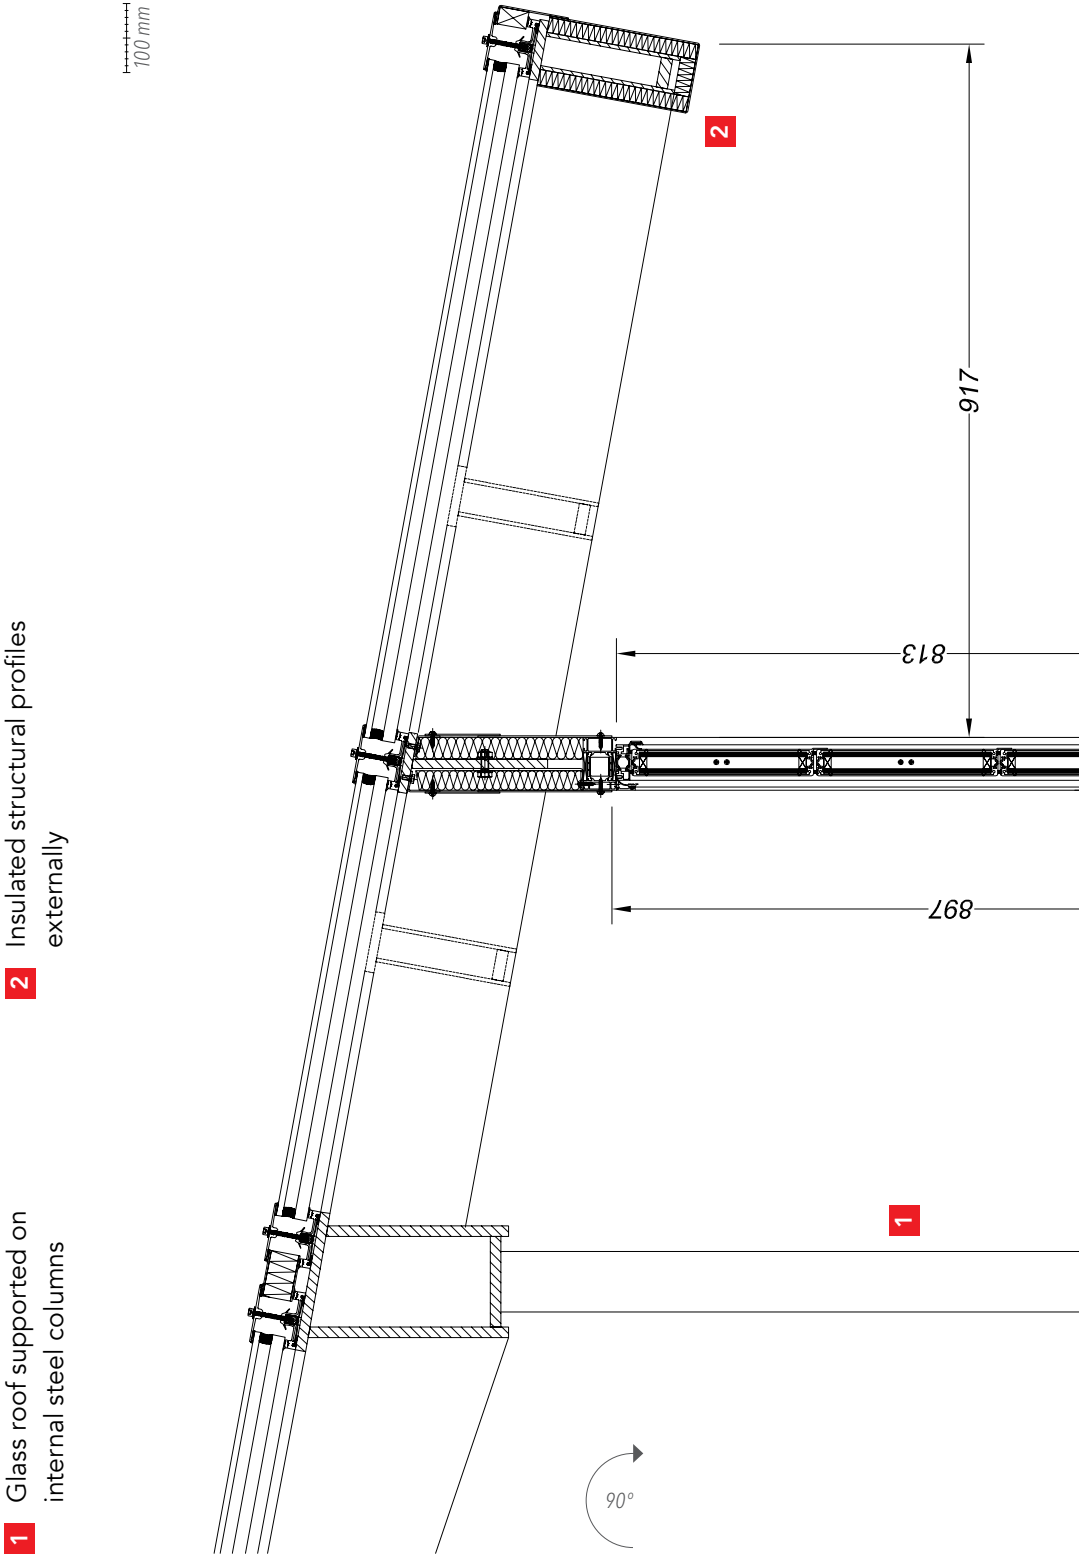 1 Glass roof supported on
internal steel columns
2 Insulated structural profiles
externally
100 mm
2
917
813
897
1
90º